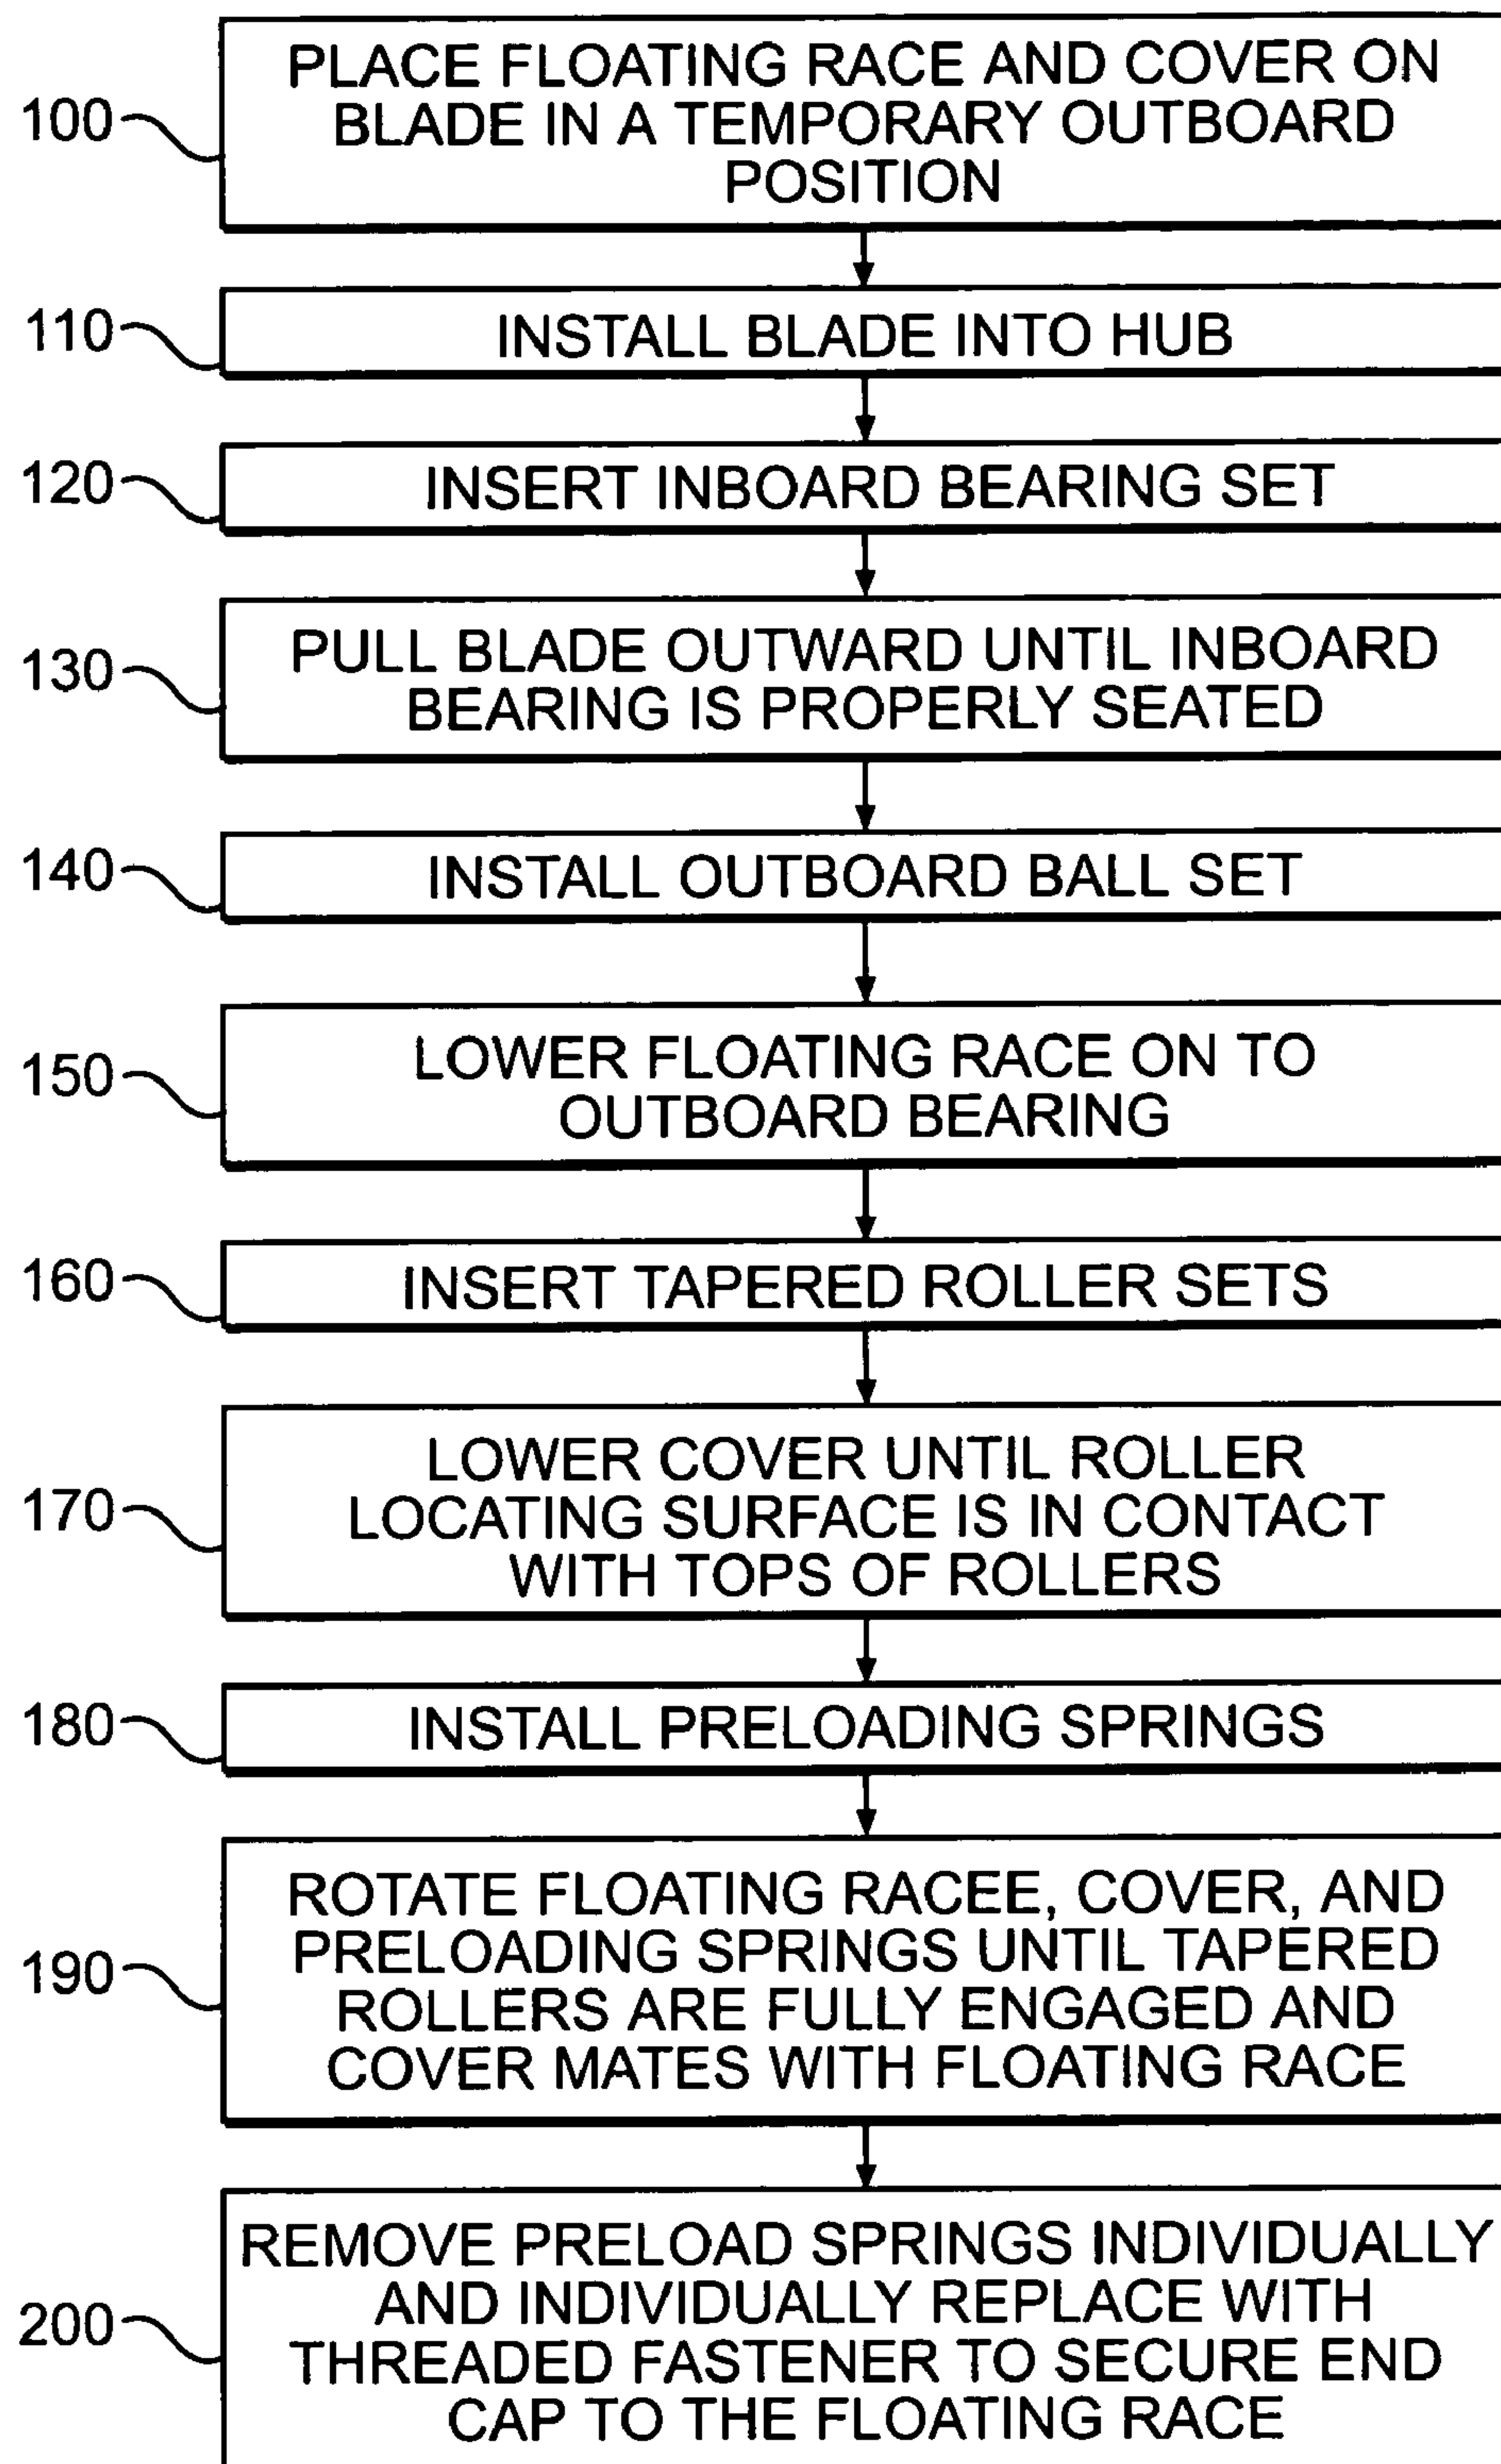 100
PLACE FLOATING RACE AND COVER ON
BLADE IN A TEMPORARY OUTBOARD
POSITION
110
INSTALL BLADE INTO HUB
120
INSERT INBOARD BEARING SET
130
PULL BLADE OUTWARD UNTIL INBOARD
BEARING IS PROPERLY SEATED
140
INSTALL OUTBOARD BALL SET
150
LOWER FLOATING RACE ON TO
OUTBOARD BEARING
160
INSERT TAPERED ROLLER SETS
170
LOWER COVER UNTIL ROLLER
LOCATING SURFACE IS IN CONTACT
WITH TOPS OF ROLLERS
180
INSTALL PRELOADING SPRINGS
190
ROTATE FLOATING RACEE, COVER, AND
PRELOADING SPRINGS UNTIL TAPERED
ROLLERS ARE FULLY ENGAGED AND
COVER MATES WITH FLOATING RACE
200
REMOVE PRELOAD SPRINGS INDIVIDUALLY
AND INDIVIDUALLY REPLACE WITH
THREADED FASTENER TO SECURE END
CAP TO THE FLOATING RACE